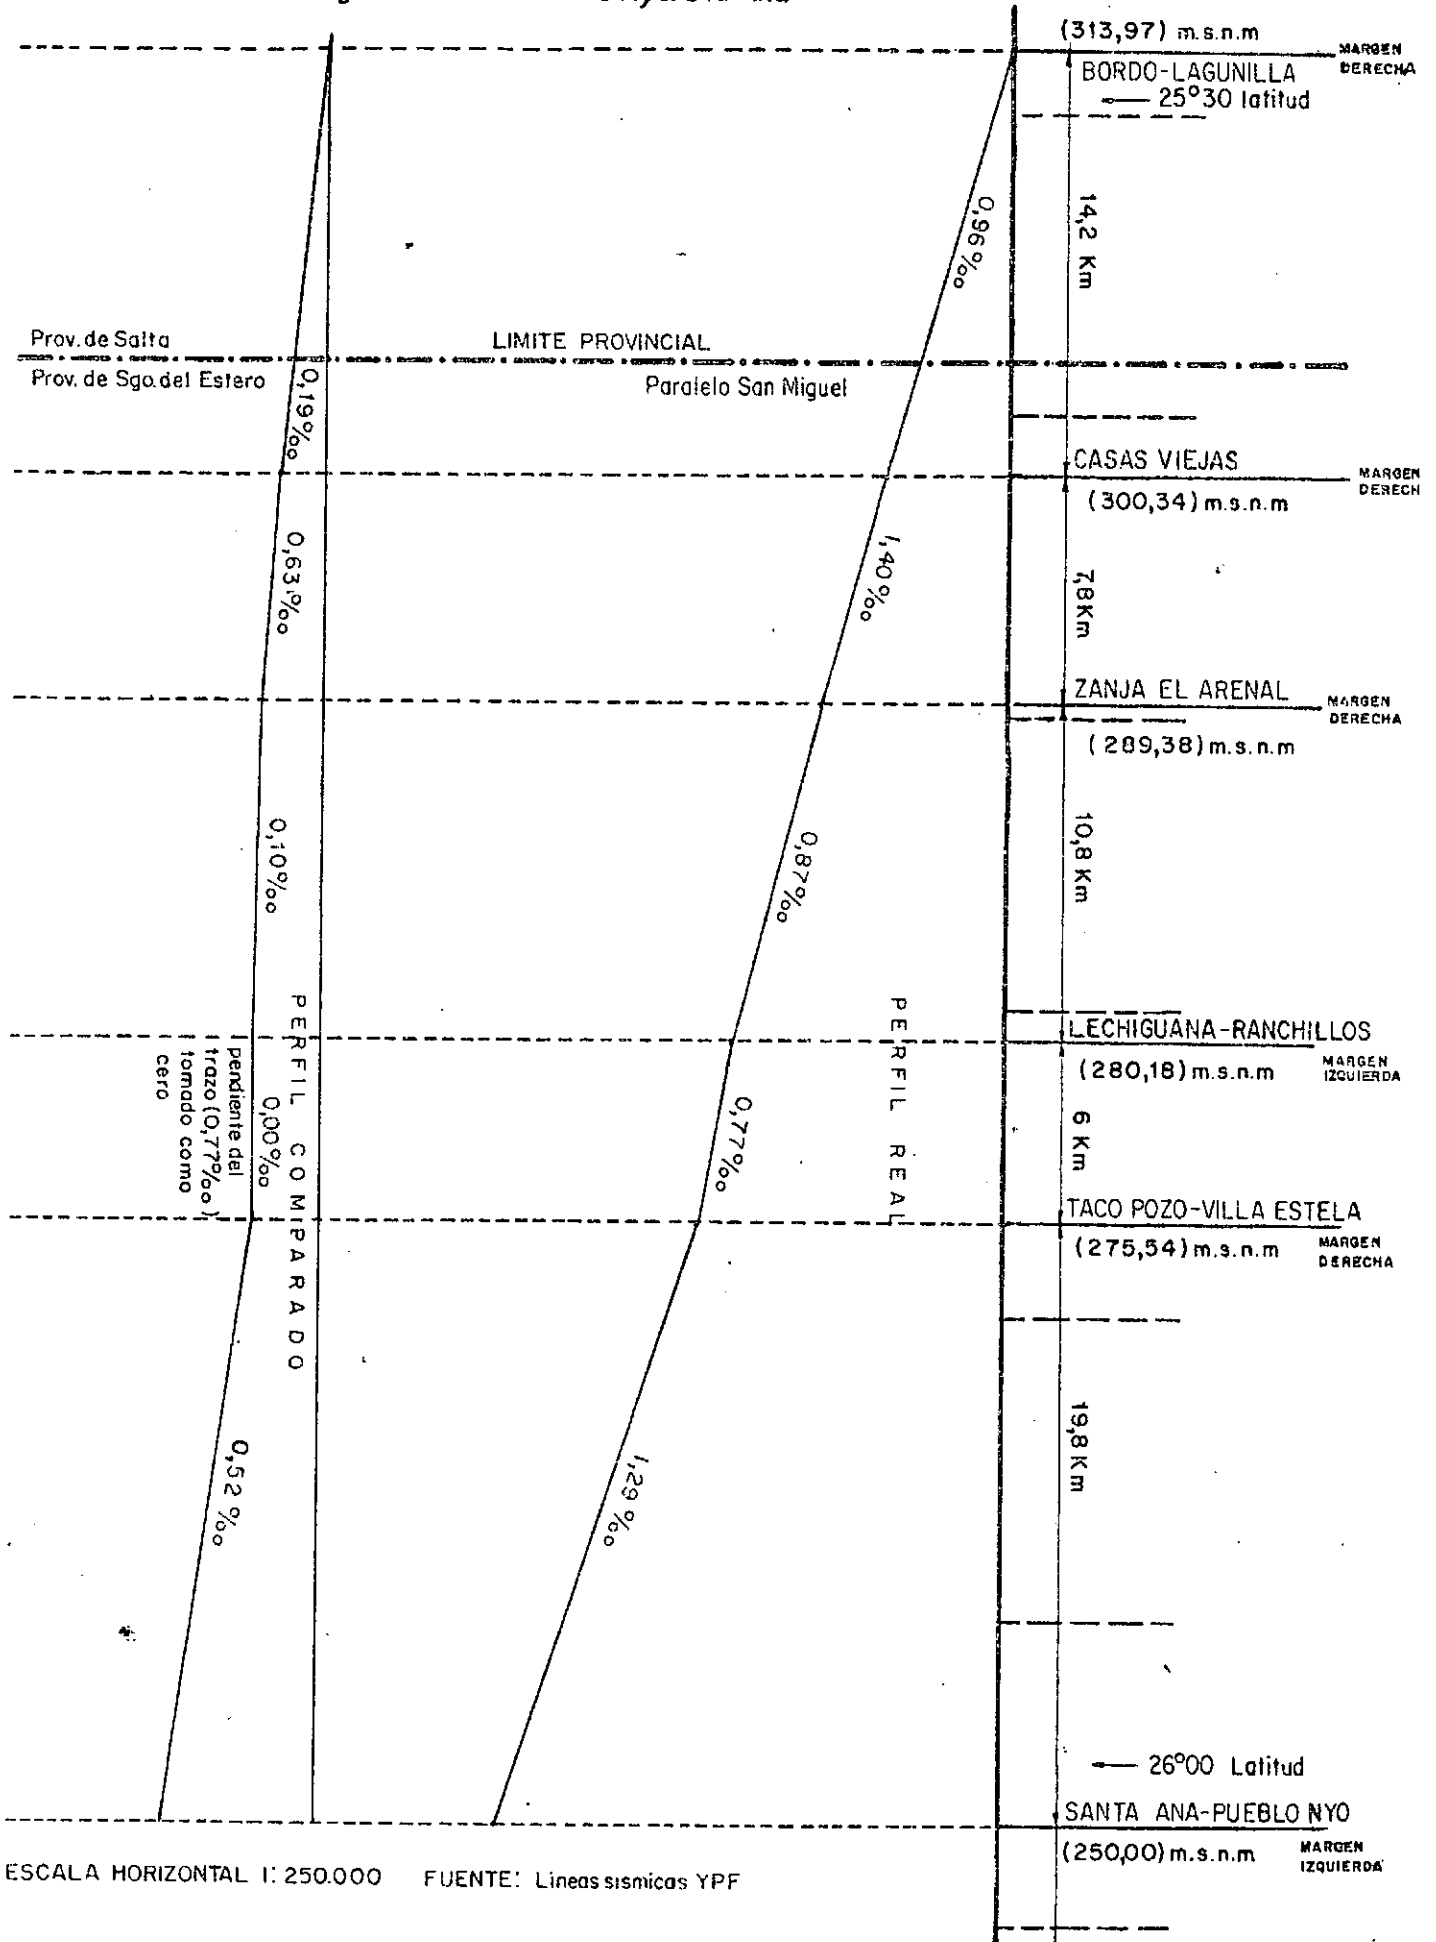 (313,97) m.s.n.m
MARGEN
DERECHA
BORDO-LAGUNILLA
25°30 latitud
0,96‰
14,2 Km
Prov. de Salta
LIMITE PROVINCIAL
Prov. de Sgo. del Estero
Paralelo San Miguel
0,19‰
CASAS VIEJAS
MARGEN
DERECH
(300,34) m.s.n.m
0,63‰
1,40‰
7,8 Km
ZANJA EL ARENAL
MARGEN
DERECHA
(289,38) m.s.n.m
0,10‰
0,87‰
10,8 Km
PERFIL COMPARADO
PERFIL REAL
LECHIGUANA-RANCHILLOS
(280,18) m.s.n.m
MARGEN
IZQUIERDA
0,00‰
pendiente del
trazo (0,77‰)
tomado como
cero
0,77‰
6 Km
TACO POZO-VILLA ESTELA
(275,54) m.s.n.m
MARGEN
DERECHA
0,52‰
1,29‰
19,8 Km
26°00 Latitud
SANTA ANA-PUEBLO NYO
(250,00) m.s.n.m
MARGEN
IZQUIERDA
ESCALA HORIZONTAL 1:250.000 FUENTE: Lineas sismicas YPF